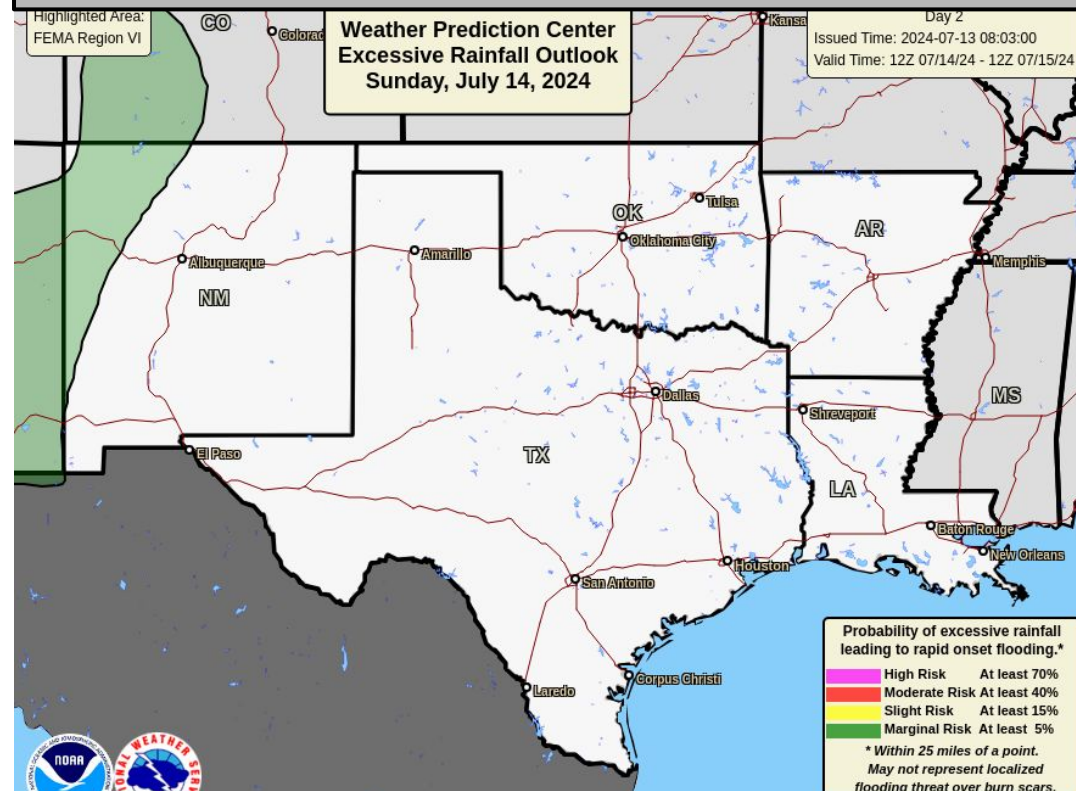 Highlighted Area:
FEMA Region VI
Weather Prediction Center
Excessive Rainfall Outlook
Sunday, July 14, 2024
Day 2
Issued Time: 2024-07-13 08:03:00
Valid Time: 12Z 07/14/24 - 12Z 07/15/24
CO
Colorad
Kansa
OK
Tulsa
Oklahoma City
AR
Memphis
Albuquerque
Amarillo
NM
Dallas
Shreveport
MS
El Paso
TX
LA
Baton Rouge
New Orleans
Houston
San Antonio
Corpus Christi
Laredo
Probability of excessive rainfall
leading to rapid onset flooding.*
High Risk At least 70%
Moderate Risk At least 40%
Slight Risk At least 15%
Marginal Risk At least 5%
* Within 25 miles of a point.
May not represent localized
flooding threat over burn scars.
NOAA
NAL WEATHER SER